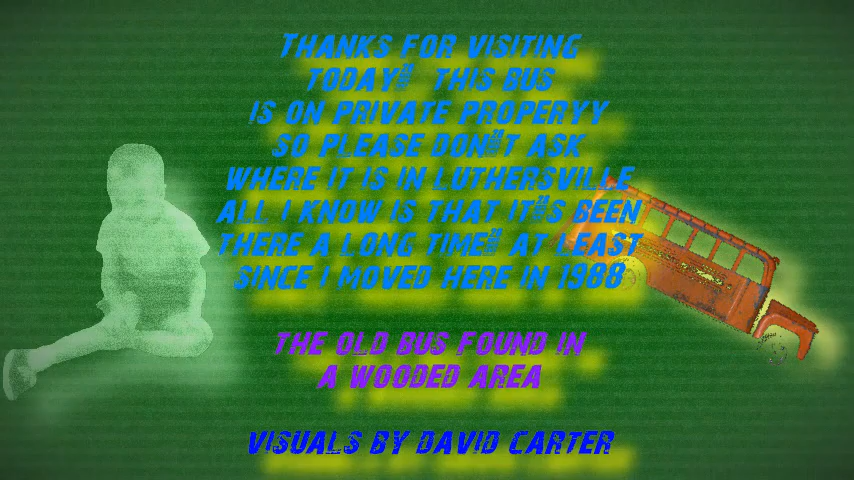 THANKS FOR VISITING
TODAY THIS BUS
IS ON PRIVATE PROPERYY
SO PLEASE DON'T ASK
WHERE IT IS IN LUTHERSVILLE
ALL I KNOW IS THAT IT'S BEEN
THERE A LONG TIME AT LEAST
SINCE I MOVED HERE IN 1988
THE OLD BUS FOUND IN
A WOODED AREA
VISUALS BY DAVID CARTER